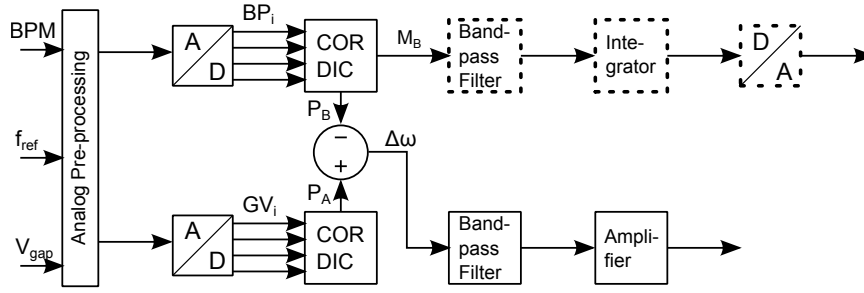 BPM
f_ref
V_gap
Analog Pre-processing
A
D
BP_i
COR
DIC
M_B
Band-
pass
Filter
Inte-
grator
D
A
P_B
−
+
Δω
P_A
A
D
GV_i
COR
DIC
Band-
pass
Filter
Ampli-
fier